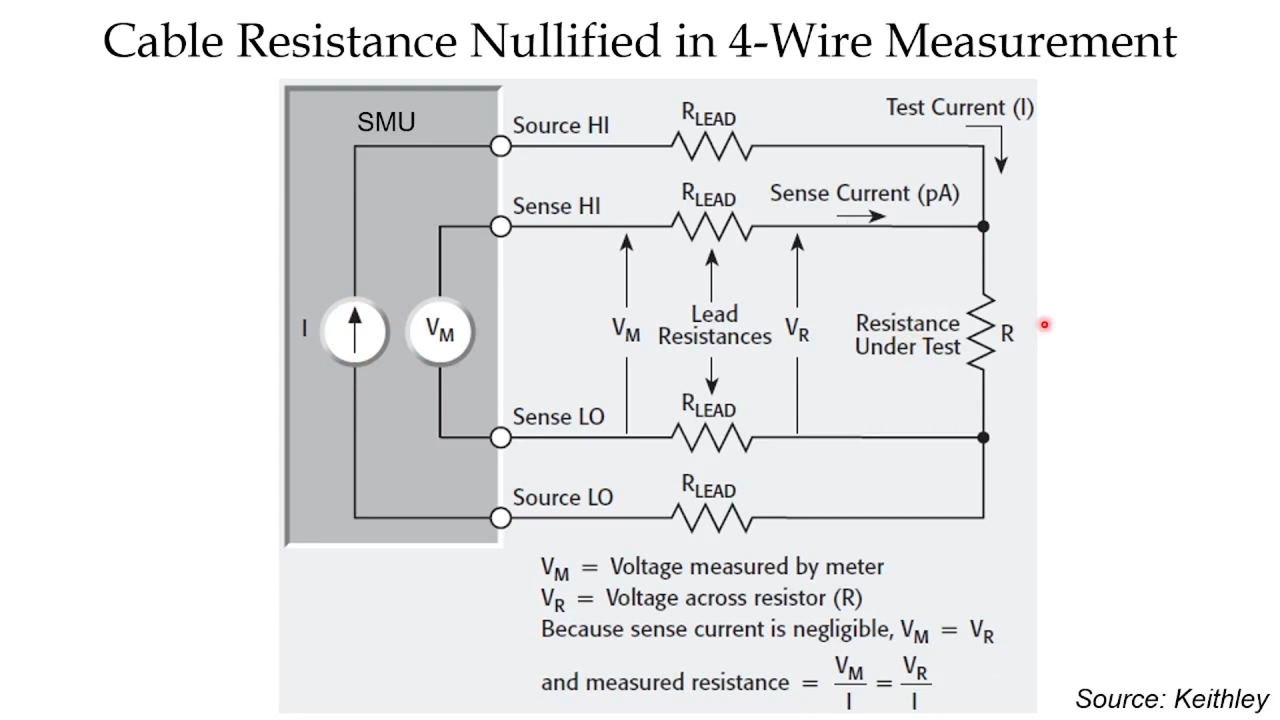 Cable Resistance Nullified in 4-Wire Measurement
SMU
Source HI
R_LEAD
Test Current (I)
Sense HI
R_LEAD
Sense Current (pA)
I
V_M
V_M
Lead
Resistances
V_R
Resistance
Under Test
R
Sense LO
R_LEAD
Source LO
R_LEAD
V_M = Voltage measured by meter
V_R = Voltage across resistor (R)
Because sense current is negligible, V_M = V_R
and measured resistance = V_M / I = V_R / I
Source: Keithley